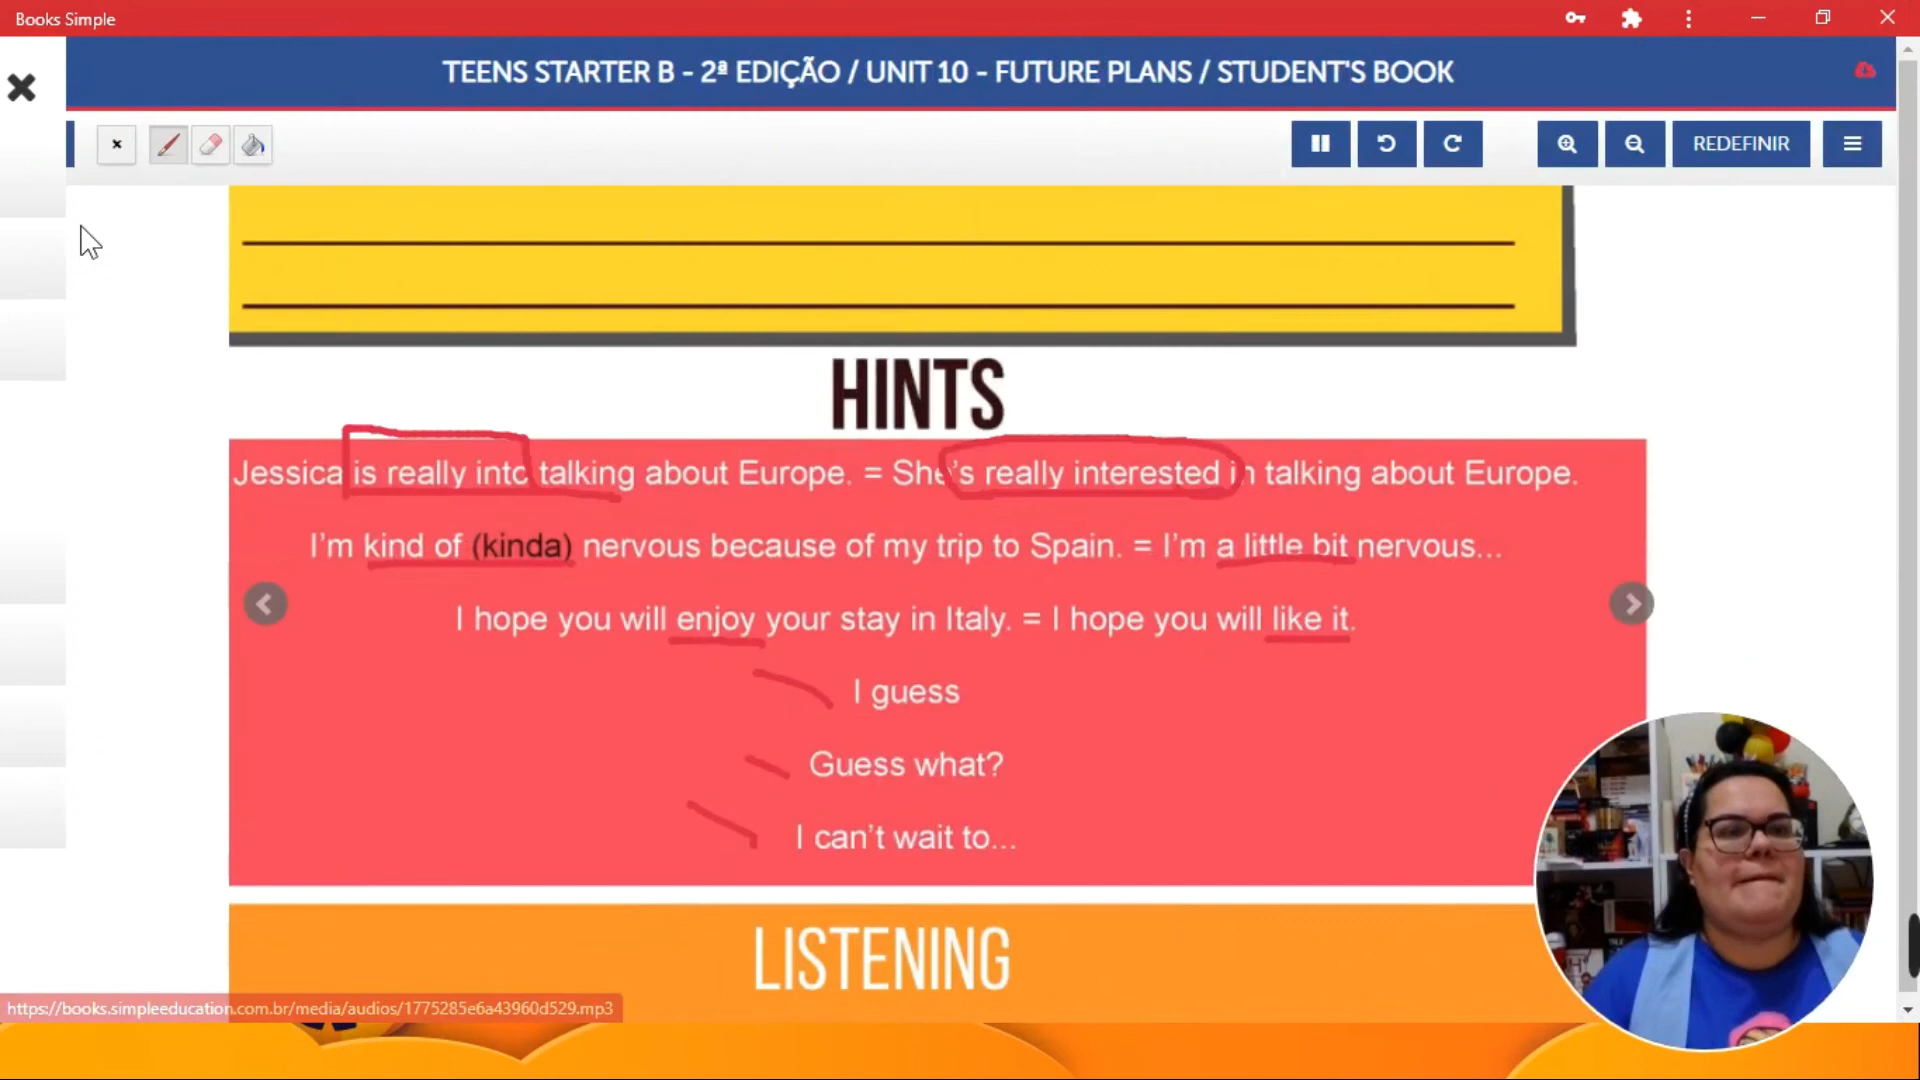 Books Simple
TEENS STARTER B - 2ª EDIÇÃO / UNIT 10 - FUTURE PLANS / STUDENT'S BOOK
REDEFINIR
HINTS
Jessica is really into talking about Europe. = She's really interested in talking about Europe.
I'm kind of (kinda) nervous because of my trip to Spain. = I'm a little bit nervous...
I hope you will enjoy your stay in Italy. = I hope you will like it.
I guess
Guess what?
I can't wait to...
LISTENING
https://books.simpleeducation.com.br/media/audios/1775285e6a43960d529.mp3